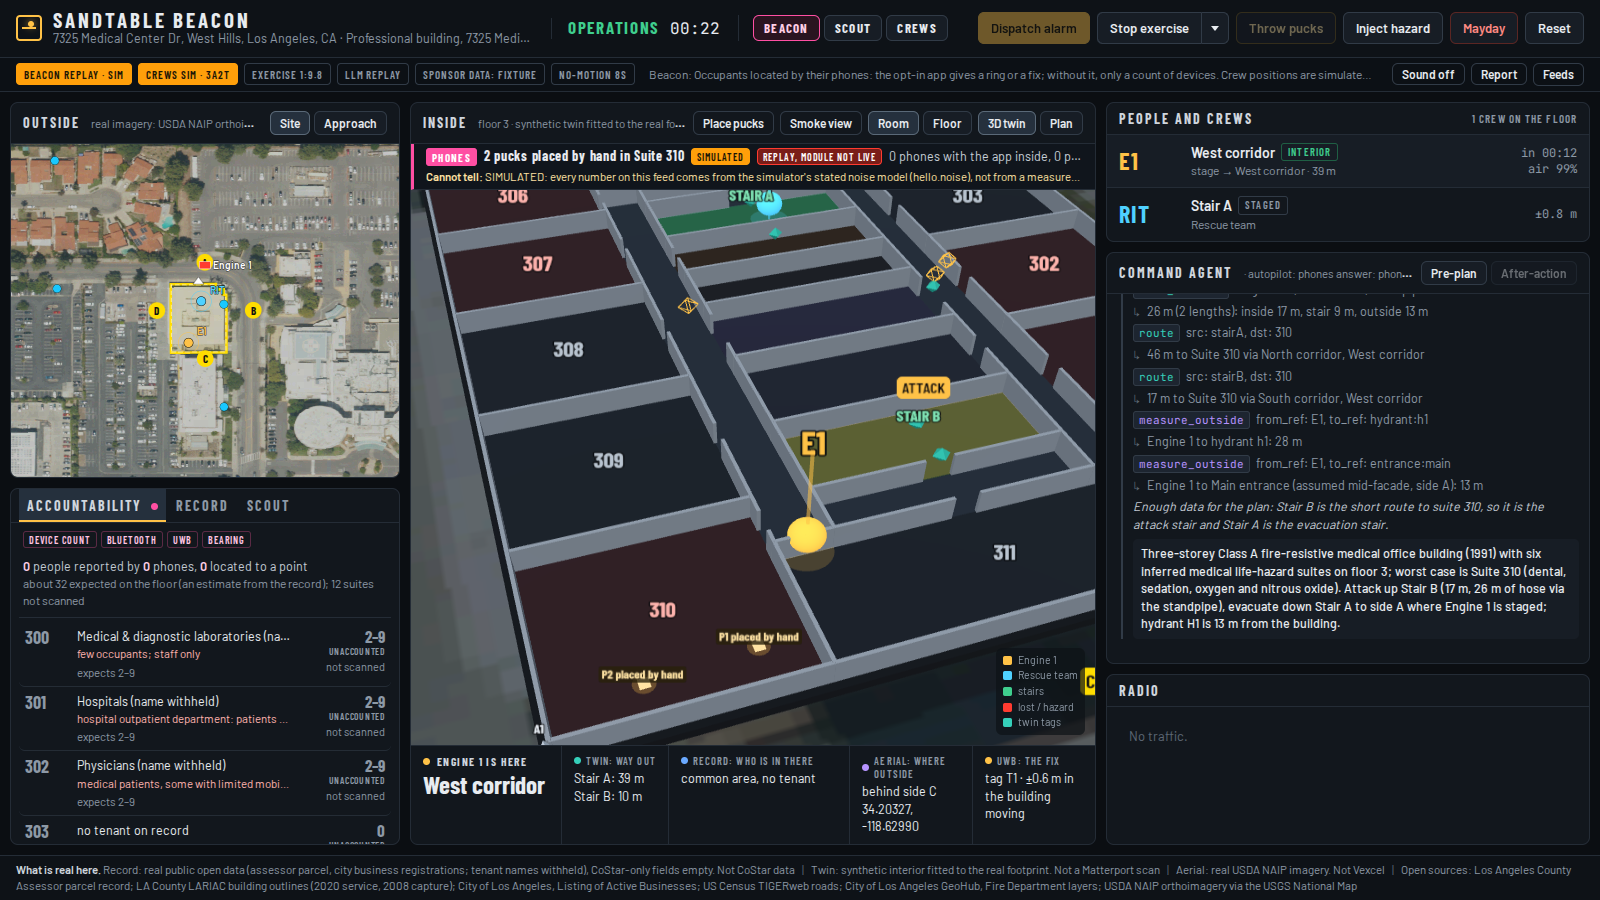 SANDTABLE BEACON
7325 Medical Center Dr, West Hills, Los Angeles, CA · Professional building, 7325 Medi...
OPERATIONS 00:22
BEACON SCOUT CREWS
Dispatch alarm Stop exercise Throw pucks Inject hazard Mayday Reset
BEACON REPLAY · SIM CREWS SIM · 3A2T EXERCISE 1:9.8 LLM REPLAY SPONSOR DATA: FIXTURE NO-MOTION 8S
Beacon: Occupants located by their phones: the opt-in app gives a ring or a fix; without it, only a count of devices. Crew positions are simulate...
Sound off Report Feeds
OUTSIDE real imagery: USDA NAIP orthoi... Site Approach
Engine 1
RIT
D
B
E1
C
ACCOUNTABILITY RECORD SCOUT
DEVICE COUNT BLUETOOTH UWB BEARING
0 people reported by 0 phones, 0 located to a point
about 32 expected on the floor (an estimate from the record); 12 suites
not scanned
300 Medical & diagnostic laboratories (na... 2-9
few occupants; staff only UNACCOUNTED
expects 2-9 not scanned
301 Hospitals (name withheld) 2-9
hospital outpatient department: patients ... UNACCOUNTED
expects 2-9 not scanned
302 Physicians (name withheld) 2-9
medical patients, some with limited mobi... UNACCOUNTED
expects 2-9 not scanned
303 no tenant on record 0
UNACCOUNTED
INSIDE floor 3 · synthetic twin fitted to the real fo... Place pucks Smoke view Room Floor 3D twin Plan
PHONES 2 pucks placed by hand in Suite 310 SIMULATED REPLAY, MODULE NOT LIVE 0 phones with the app inside, 0 p...
Cannot tell: SIMULATED: every number on this feed comes from the simulator's stated noise model (hello.noise), not from a measure...
306
STAIR A
303
307
302
308
ATTACK
STAIR B
E1
309
311
310
P1 placed by hand
P2 placed by hand
A1
C
Engine 1
Rescue team
stairs
lost / hazard
twin tags
ENGINE 1 IS HERE
West corridor
TWIN: WAY OUT
Stair A: 39 m
Stair B: 10 m
RECORD: WHO IS IN THERE
common area, no tenant
AERIAL: WHERE
OUTSIDE
behind side C
34.20327,
-118.62990
UWB: THE FIX
tag T1 · ±0.6 m in
the building
moving
PEOPLE AND CREWS 1 CREW ON THE FLOOR
E1 West corridor INTERIOR in 00:12
stage → West corridor · 39 m air 99%
RIT Stair A STAGED ±0.8 m
Rescue team
COMMAND AGENT · autopilot: phones answer: phon... Pre-plan After-action
↳ 26 m (2 lengths): inside 17 m, stair 9 m, outside 13 m
route src: stairA, dst: 310
↳ 46 m to Suite 310 via North corridor, West corridor
route src: stairB, dst: 310
↳ 17 m to Suite 310 via South corridor, West corridor
measure_outside from_ref: E1, to_ref: hydrant:h1
↳ Engine 1 to hydrant h1: 28 m
measure_outside from_ref: E1, to_ref: entrance:main
↳ Engine 1 to Main entrance (assumed mid-facade, side A): 13 m
Enough data for the plan: Stair B is the short route to suite 310, so it is the
attack stair and Stair A is the evacuation stair.
Three-storey Class A fire-resistive medical office building (1991) with six
inferred medical life-hazard suites on floor 3; worst case is Suite 310 (dental,
sedation, oxygen and nitrous oxide). Attack up Stair B (17 m, 26 m of hose via
the standpipe), evacuate down Stair A to side A where Engine 1 is staged;
hydrant H1 is 13 m from the building.
RADIO
No traffic.
What is real here. Record: real public open data (assessor parcel, city business registrations; tenant names withheld), CoStar-only fields empty. Not CoStar data | Twin: synthetic interior fitted to the real footprint. Not a Matterport scan | Aerial: real USDA NAIP imagery. Not Vexcel | Open sources: Los Angeles County
Assessor parcel record; LA County LARIAC building outlines (2020 service, 2008 capture); City of Los Angeles, Listing of Active Businesses; US Census TIGERweb roads; City of Los Angeles GeoHub, Fire Department layers; USDA NAIP orthoimagery via the USGS National Map